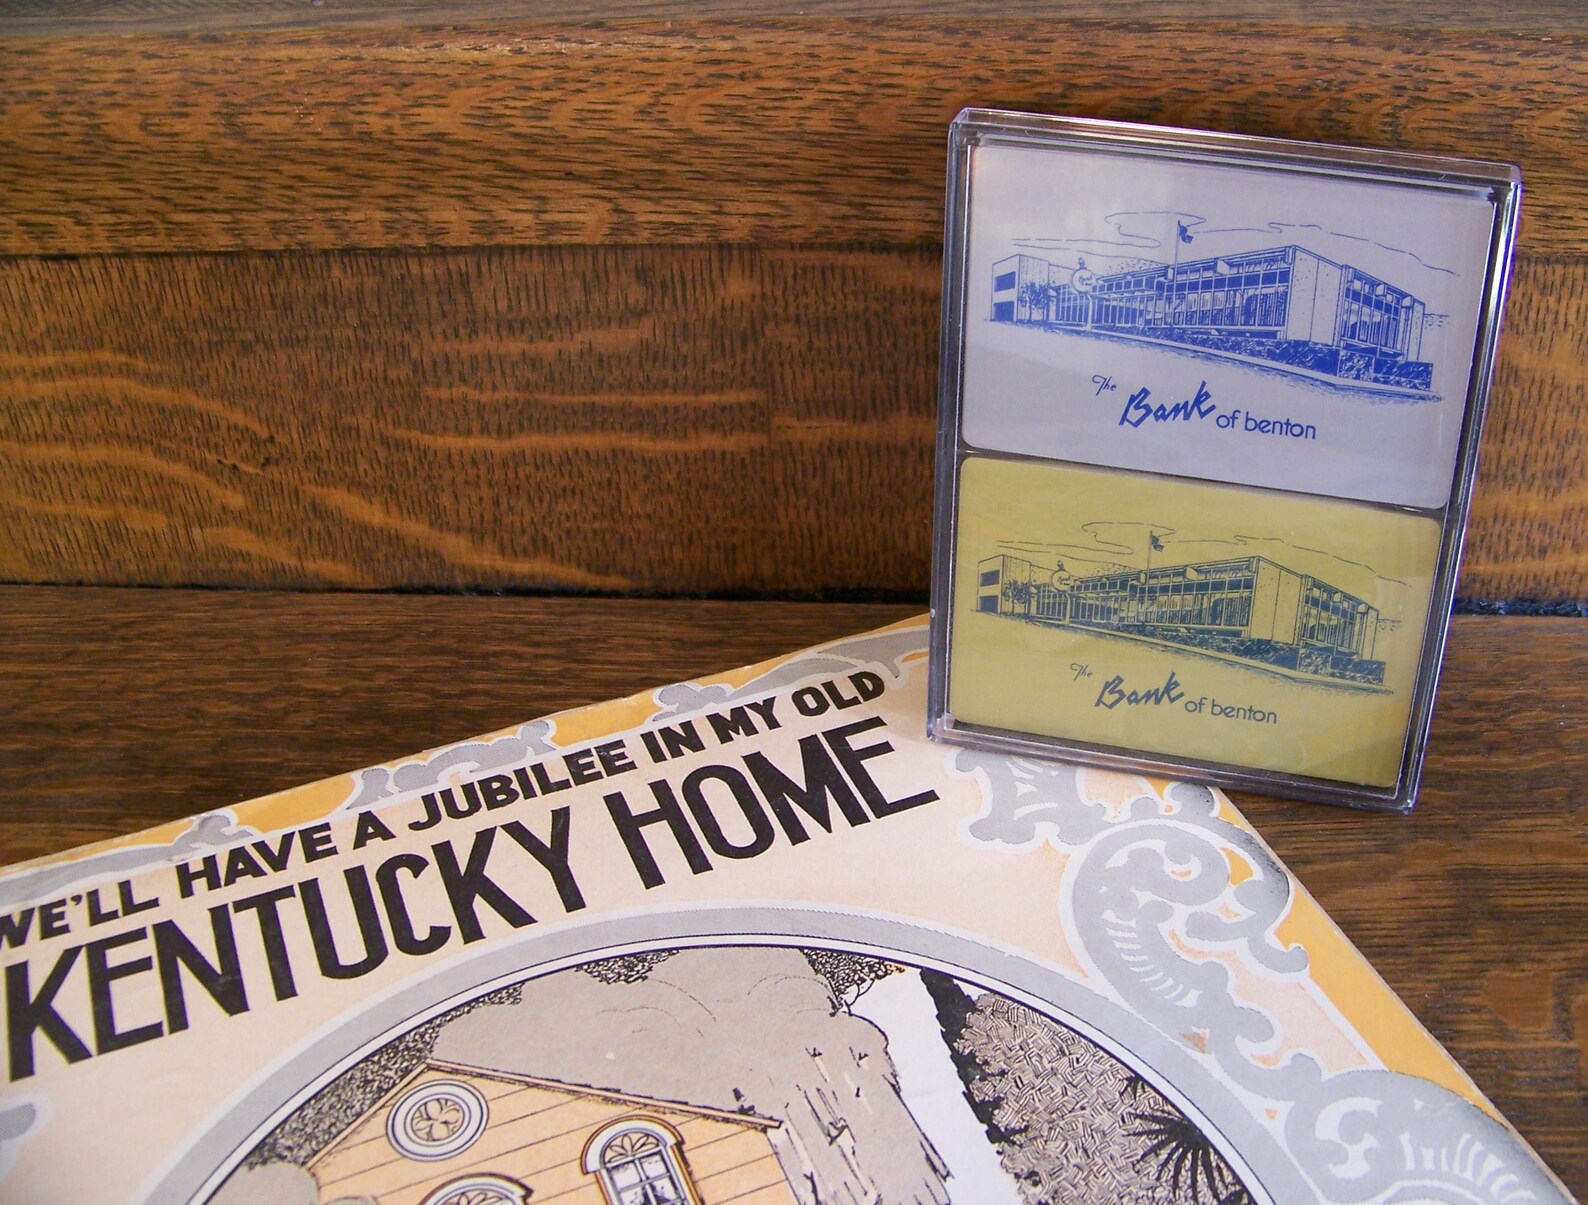 The Bank of benton
The Bank of benton
WE'LL HAVE A JUBILEE IN MY OLD
KENTUCKY HOME